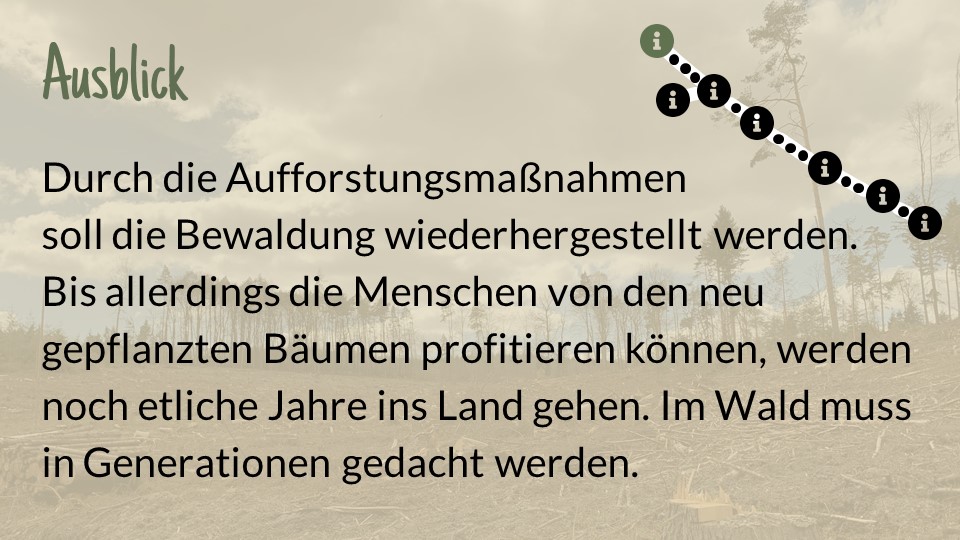 Ausblick
Durch die Aufforstungsmaßnahmen
soll die Bewaldung wiederhergestellt werden.
Bis allerdings die Menschen von den neu
gepflanzten Bäumen profitieren können, werden
noch etliche Jahre ins Land gehen. Im Wald muss
in Generationen gedacht werden.